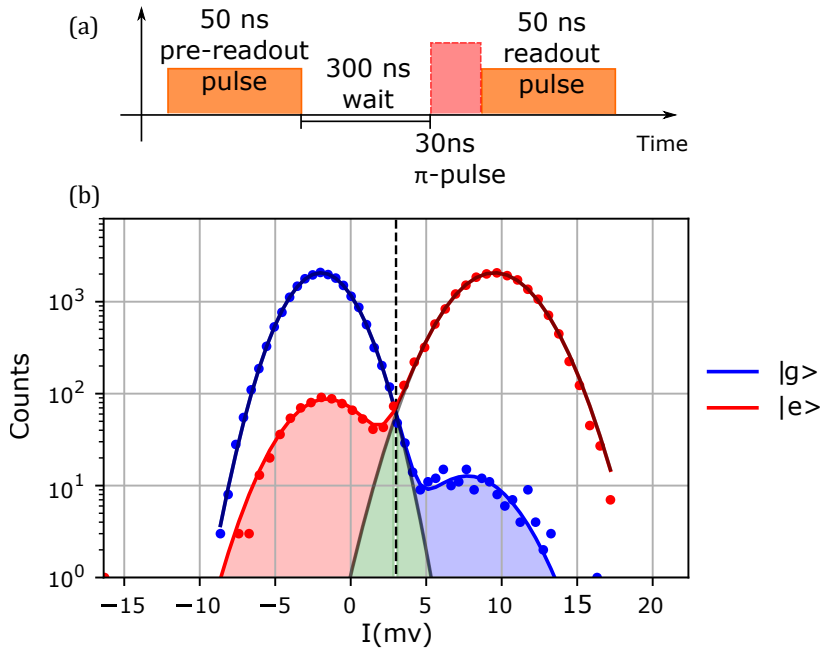 (a)
50 ns
pre-readout
pulse
300 ns
wait
50 ns
readout
pulse
30ns
π-pulse
Time
(b)
Counts
10³
10²
10¹
10⁰
−15 −10 −5 0 5 10 15 20
I(mv)
|g>
|e>